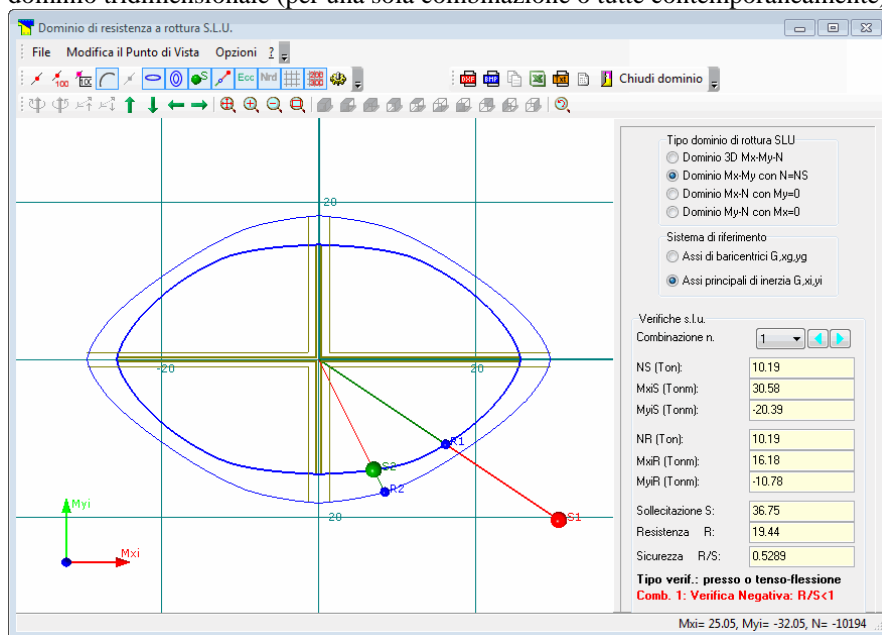 dominio tridimensionale (per una sola combinazione o tutte contemporaneamente)
Dominio di resistenza a rottura S.L.U.
File Modifica il Punto di Vista Opzioni ?
100 Ecc Nrd
DXF BMP Chiudi dominio
20
-20 20
R1
S2
R2
S1
20
Myi
Mxi
Tipo dominio di rottura SLU
Dominio 3D Mx-My-N
Dominio Mx-My con N=NS
Dominio Mx-N con My=0
Dominio My-N con Mx=0
Sistema di riferimento
Assi di baricentrici G,xg,yg
Assi principali di inerzia G,xi,yi
Verifiche s.l.u.
Combinazione n. 1
NS (Ton): 10.19
MxiS (Tonm): 30.58
MyiS (Tonm): -20.39
NR (Ton): 10.19
MxiR (Tonm): 16.18
MyiR (Tonm): -10.78
Sollecitazione S: 36.75
Resistenza R: 19.44
Sicurezza R/S: 0.5289
Tipo verif.: presso o tenso-flessione
Comb. 1: Verifica Negativa: R/S<1
Mxi= 25.05, Myi= -32.05, N= -10194